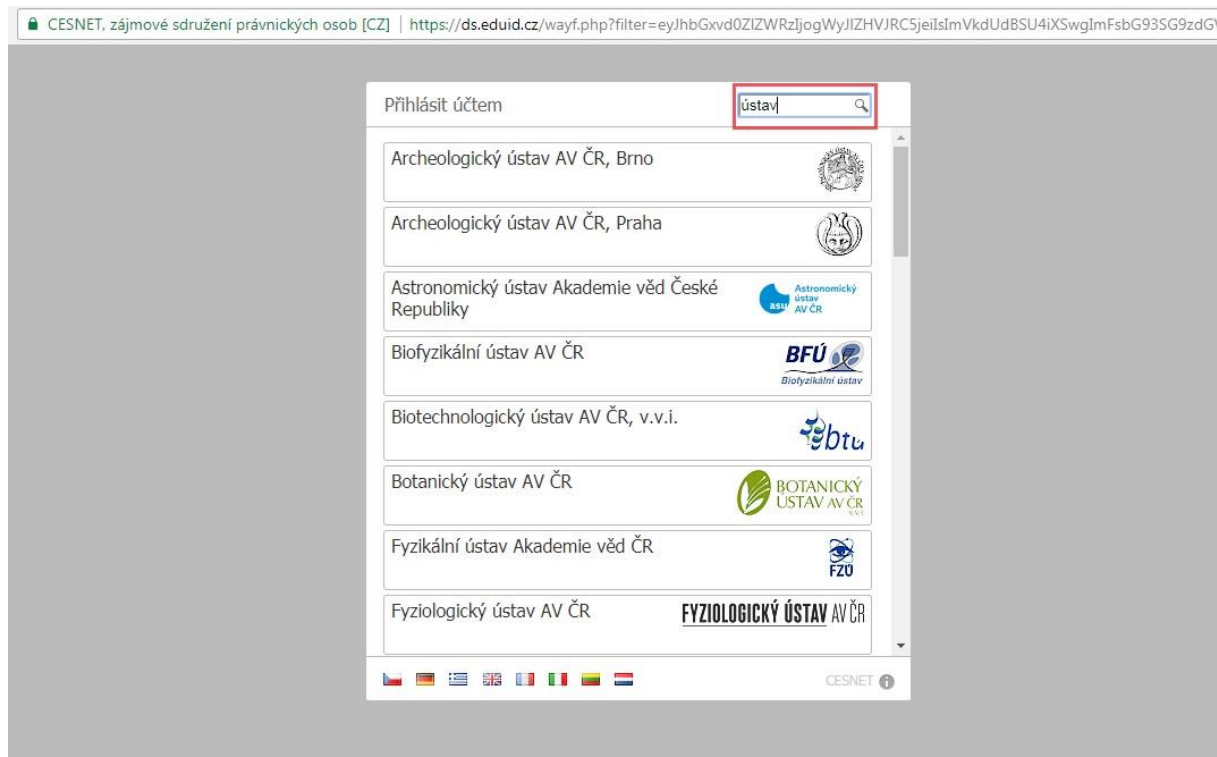 CESNET, zájmové sdružení právnických osob [CZ] | https://ds.eduid.cz/wayf.php?filter=
Přihlásit účtem
ústav
Archeologický ústav AV ČR, Brno
Archeologický ústav AV ČR, Praha
Astronomický ústav Akademie věd České
Republiky
asu
Astronomický
ústav
AV ČR
Biofyzikální ústav AV ČR
BFÚ
Biofyzikální ústav
Biotechnologický ústav AV ČR, v.v.i.
btu
Botanický ústav AV ČR
BOTANICKÝ
ÚSTAV AV ČR
v.v.i.
Fyzikální ústav Akademie věd ČR
FZÚ
Fyziologický ústav AV ČR
FYZIOLOGICKÝ ÚSTAV AV ČR
CESNET